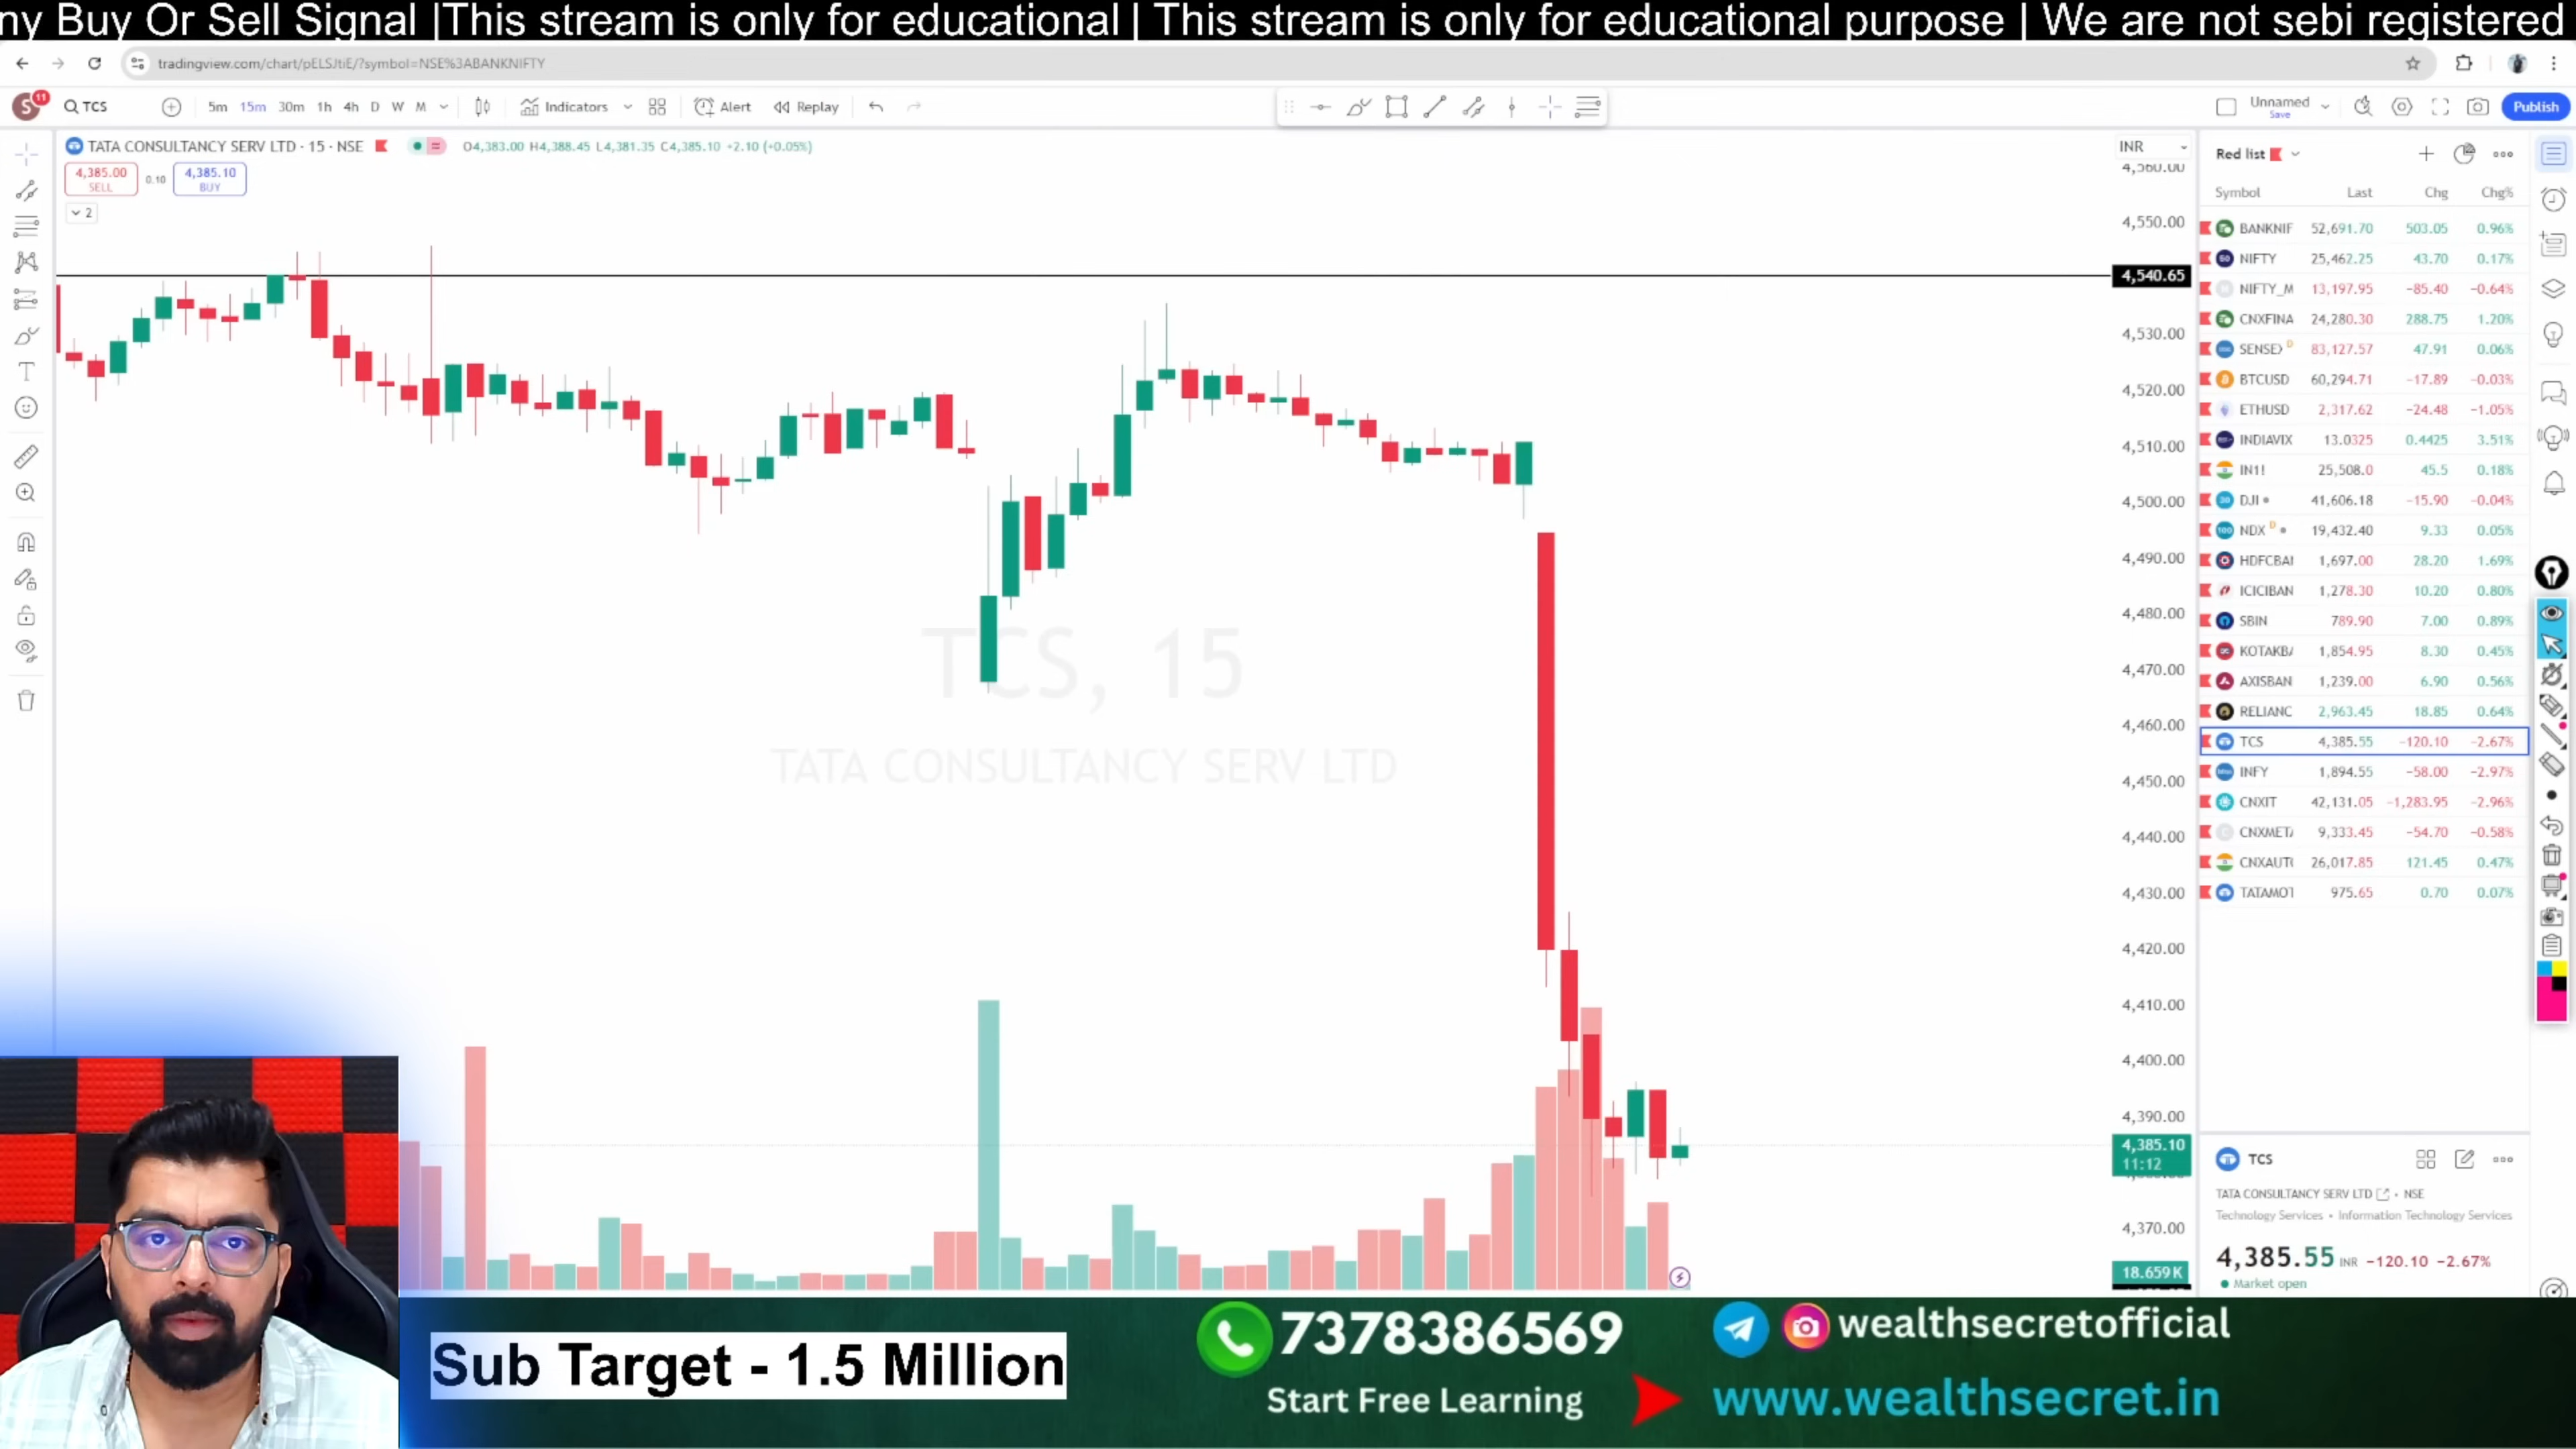 ny Buy Or Sell Signal |This stream is only for educational | This stream is only for educational purpose | We are not sebi registered
tradingview.com/chart/pELSJtiE/?symbol=NSE%3ABANKNIFTY
S 11 TCS 5m 15m 30m 1h 4h D W M Indicators Alert Replay Unnamed Save Publish
TATA CONSULTANCY SERV LTD · 15 · NSE O4,383.00 H4,388.45 L4,381.35 C4,385.10 +2.10 (+0.05%)
4,385.00 SELL 0.10 4,385.10 BUY
2
TCS, 15
TATA CONSULTANCY SERV LTD
INR
4,560.00
4,550.00
4,540.65
4,530.00
4,520.00
4,510.00
4,500.00
4,490.00
4,480.00
4,470.00
4,460.00
4,450.00
4,440.00
4,430.00
4,420.00
4,410.00
4,400.00
4,390.00
4,385.10
11:12
4,370.00
18.659K
Red list
Symbol Last Chg Chg%
BANKNIF 52,691.70 503.05 0.96%
NIFTY 25,462.25 43.70 0.17%
NIFTY_M 13,197.95 −85.40 −0.64%
CNXFINA 24,280.30 288.75 1.20%
SENSEX D 83,127.57 47.91 0.06%
BTCUSD 60,294.71 −17.89 −0.03%
ETHUSD 2,317.62 −24.48 −1.05%
INDIAVIX 13.0325 0.4425 3.51%
IN1! 25,508.0 45.5 0.18%
DJI 41,606.18 −15.90 −0.04%
NDX D 19,432.40 9.33 0.05%
HDFCBAI 1,697.00 28.20 1.69%
ICICIBAN 1,278.30 10.20 0.80%
SBIN 789.90 7.00 0.89%
KOTAKB 1,854.95 8.30 0.45%
AXISBAN 1,239.00 6.90 0.56%
RELIANC 2,963.45 18.85 0.64%
TCS 4,385.55 −120.10 −2.67%
INFY 1,894.55 −58.00 −2.97%
CNXIT 42,131.05 −1,283.95 −2.96%
CNXMET 9,333.45 −54.70 −0.58%
CNXAUT 26,017.85 121.45 0.47%
TATAMOT 975.65 0.70 0.07%
TCS
TATA CONSULTANCY SERV LTD • NSE
Technology Services • Information Technology Services
4,385.55 INR −120.10 −2.67%
Market open
Sub Target - 1.5 Million
7378386569
Start Free Learning
wealthsecretofficial
www.wealthsecret.in